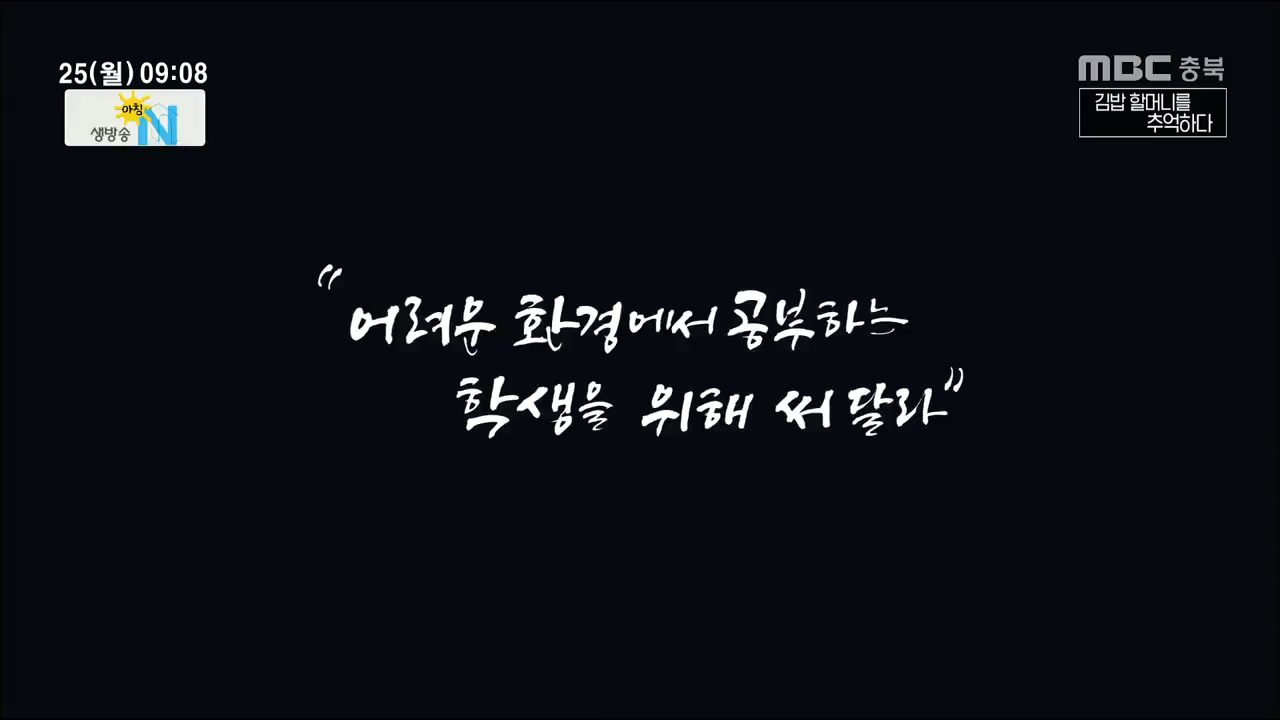 25(월) 09:08
아침
생방송 N
MBC 충북
김밥 할머니를
추억하다
"어려운 환경에서 공부하는
학생을 위해 써 달라"